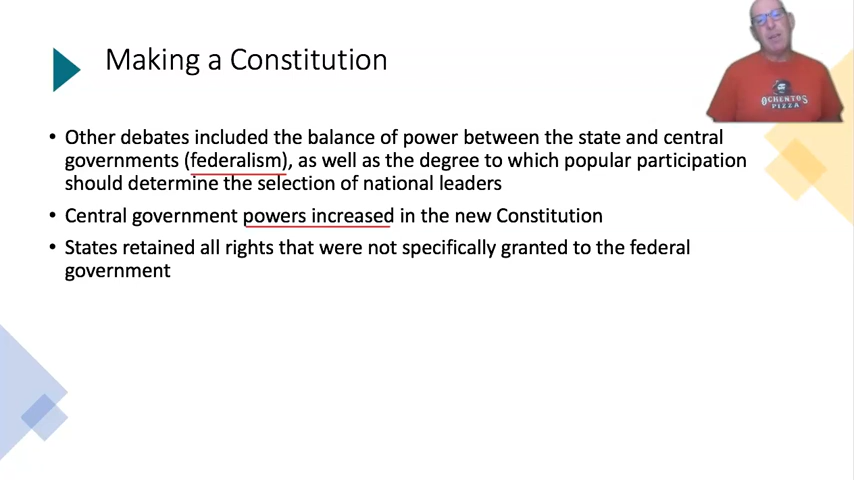 Making a Constitution
OCHENTOS
PIZZA
• Other debates included the balance of power between the state and central
governments (federalism), as well as the degree to which popular participation
should determine the selection of national leaders
• Central government powers increased in the new Constitution
• States retained all rights that were not specifically granted to the federal
government